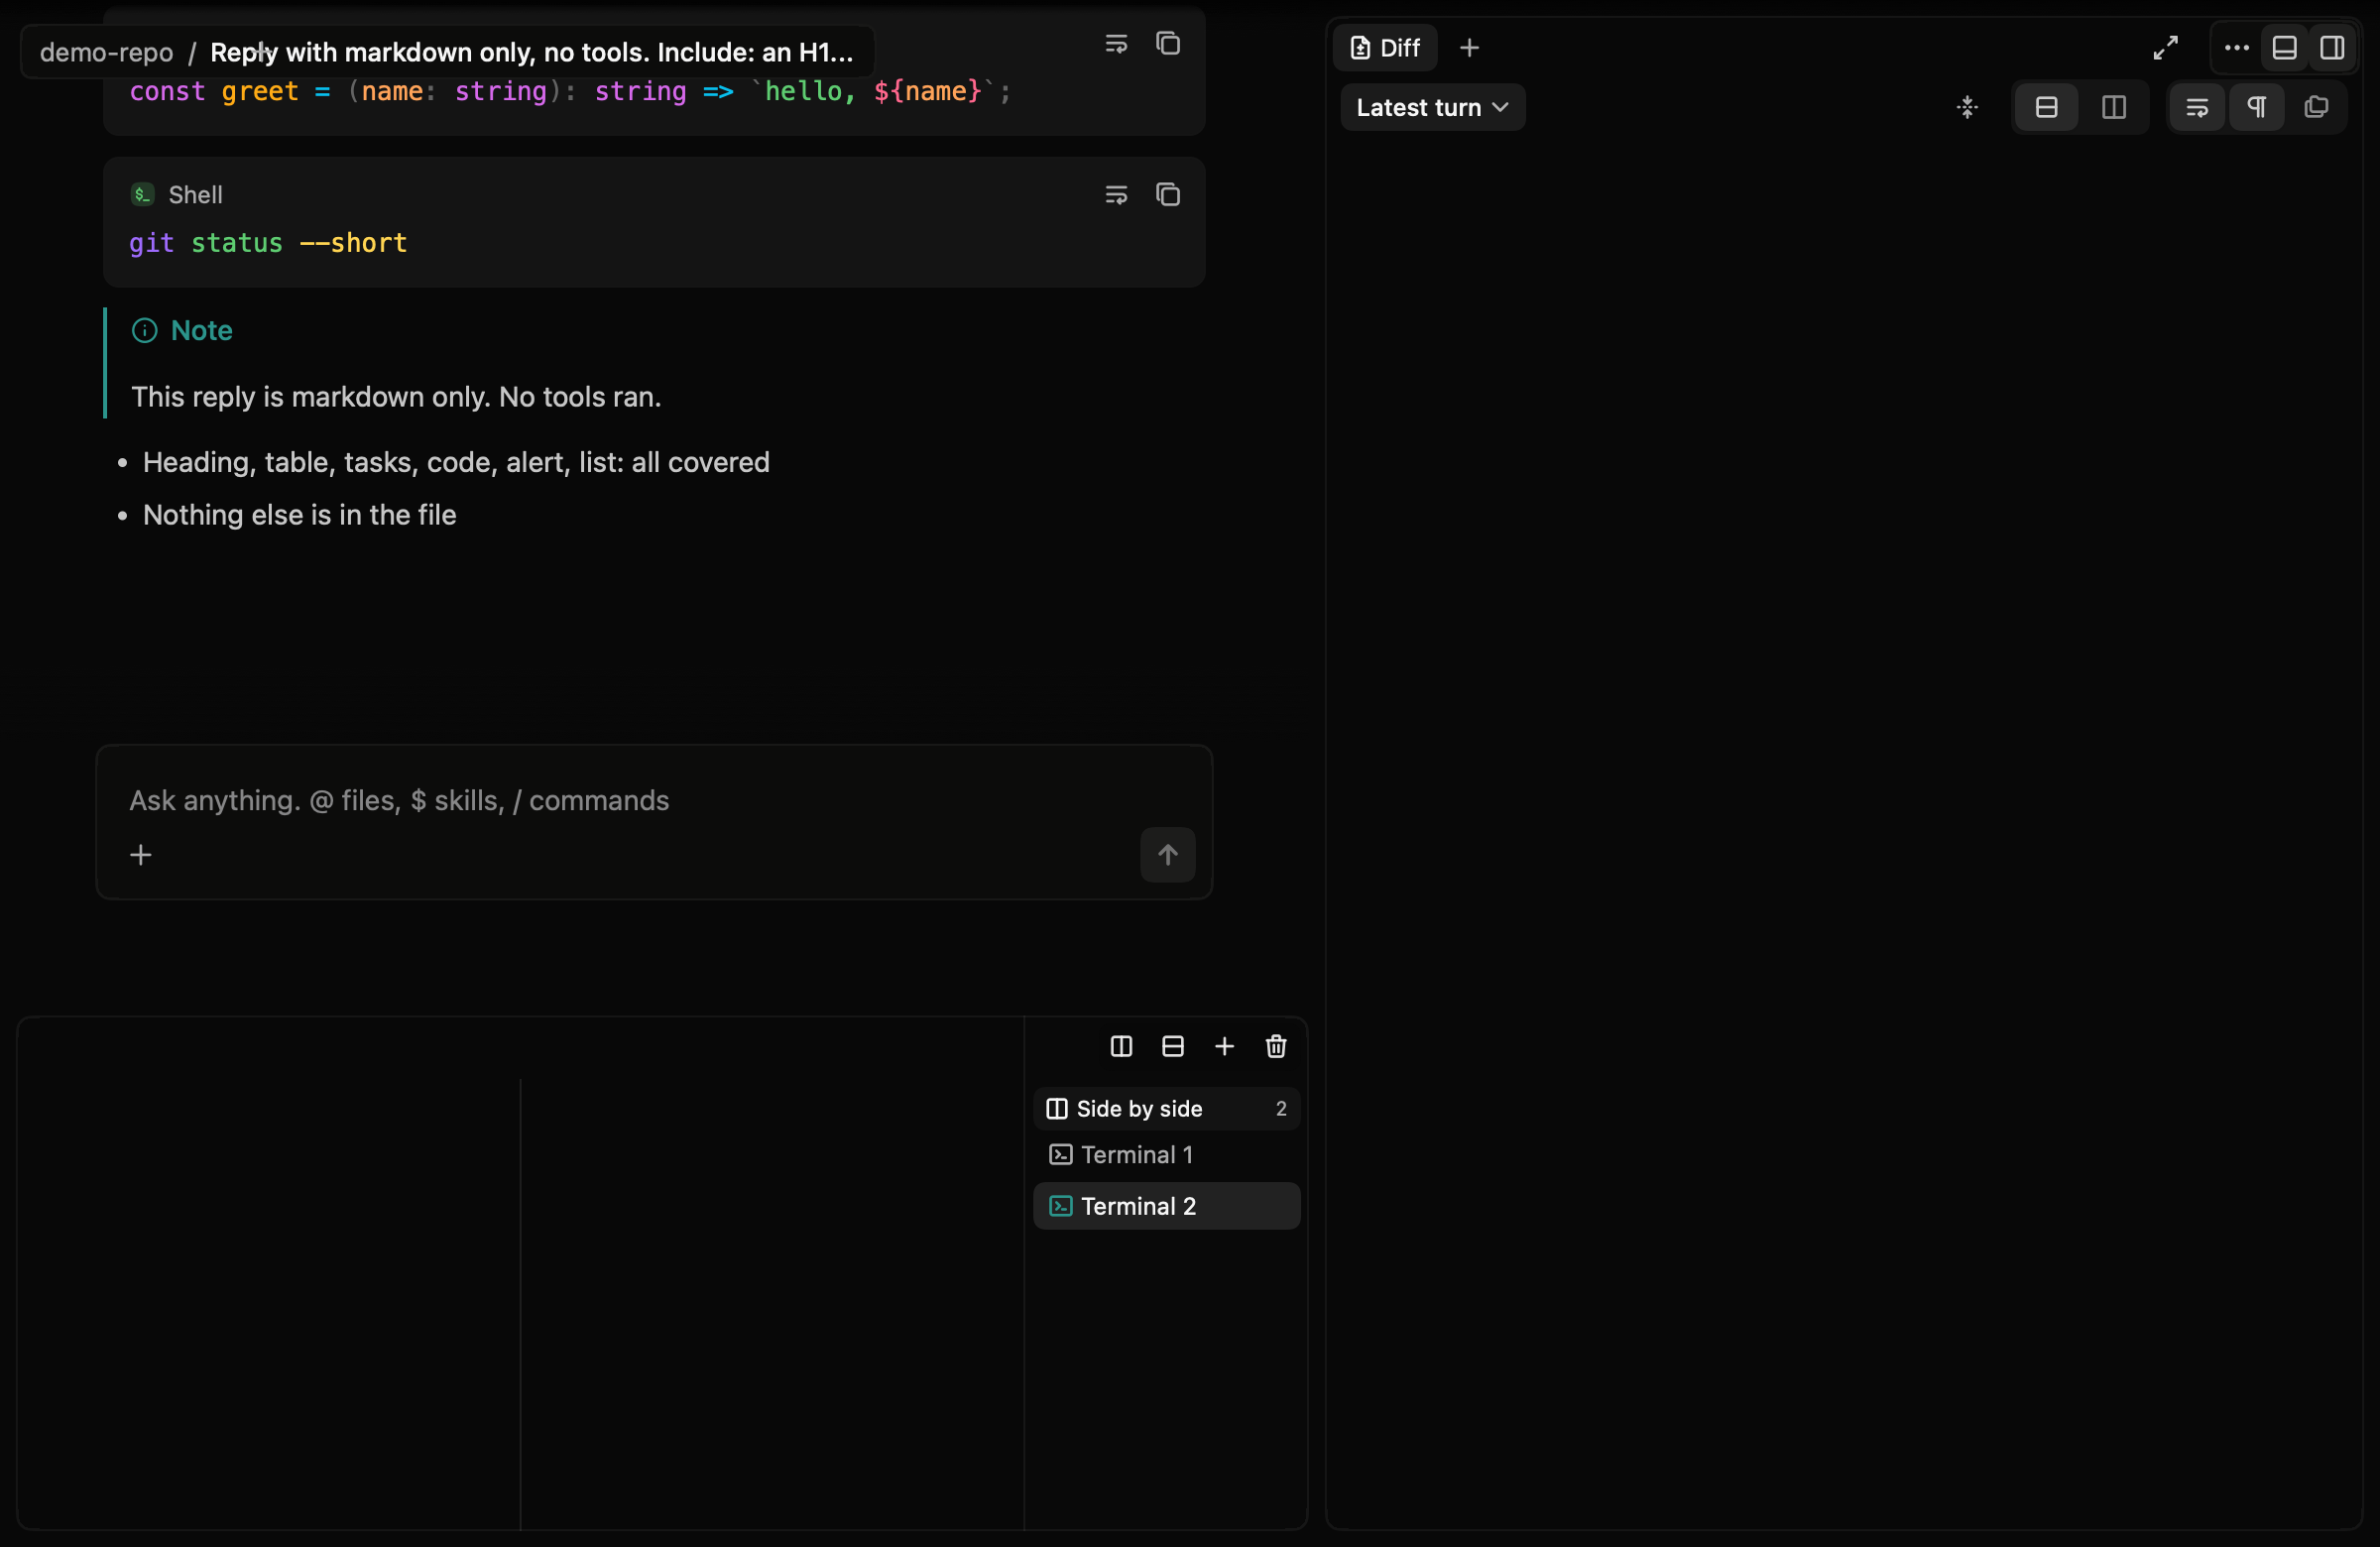 demo-repo / Reply with markdown only, no tools. Include: an H1...
const greet = (name: string): string => `hello, ${name}`;
$_ Shell
git status --short
Note
This reply is markdown only. No tools ran.
• Heading, table, tasks, code, alert, list: all covered
• Nothing else is in the file
Ask anything. @ files, $ skills, / commands
Side by side 2
Terminal 1
Terminal 2
Diff
Latest turn